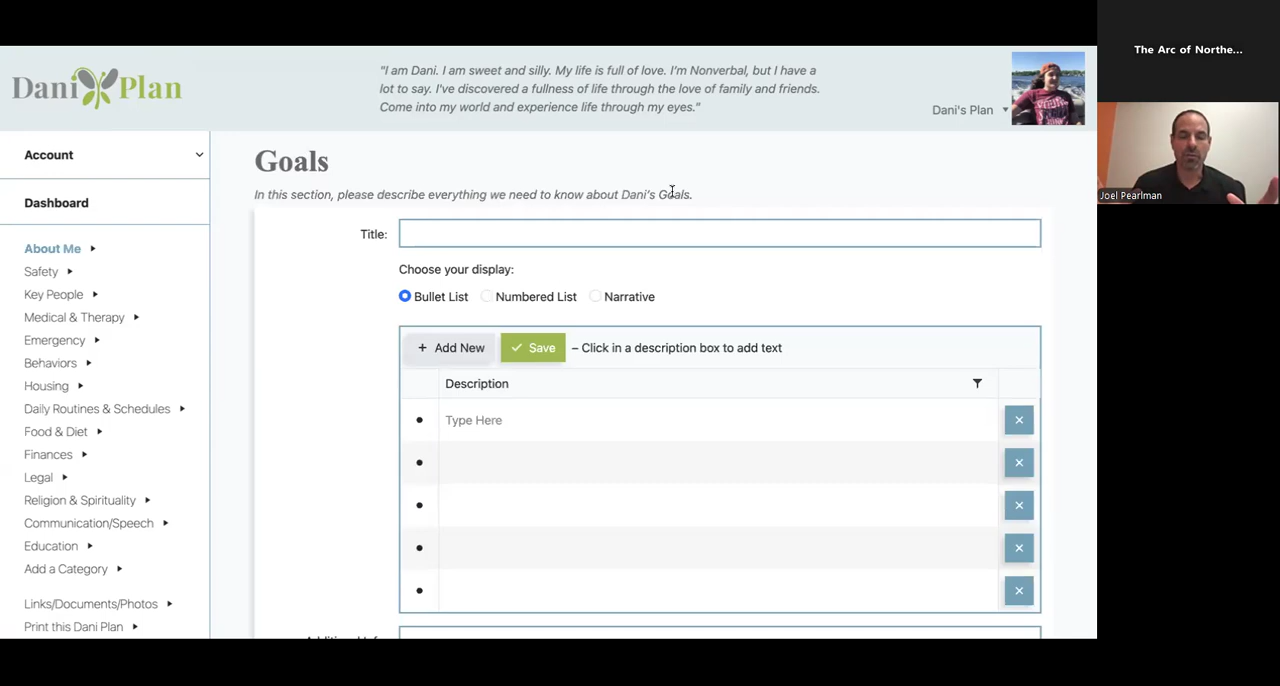 The Arc of Northe...
Joel Pearlman
Dani Plan
"I am Dani. I am sweet and silly. My life is full of love. I'm Nonverbal, but I have a
lot to say. I've discovered a fullness of life through the love of family and friends.
Come into my world and experience life through my eyes."
Dani's Plan
Account
Dashboard
About Me
Safety
Key People
Medical & Therapy
Emergency
Behaviors
Housing
Daily Routines & Schedules
Food & Diet
Finances
Legal
Religion & Spirituality
Communication/Speech
Education
Add a Category
Links/Documents/Photos
Print this Dani Plan
Goals
In this section, please describe everything we need to know about Dani's Goals.
Title:
Choose your display:
Bullet List Numbered List Narrative
+ Add New Save – Click in a description box to add text
Description
Type Here